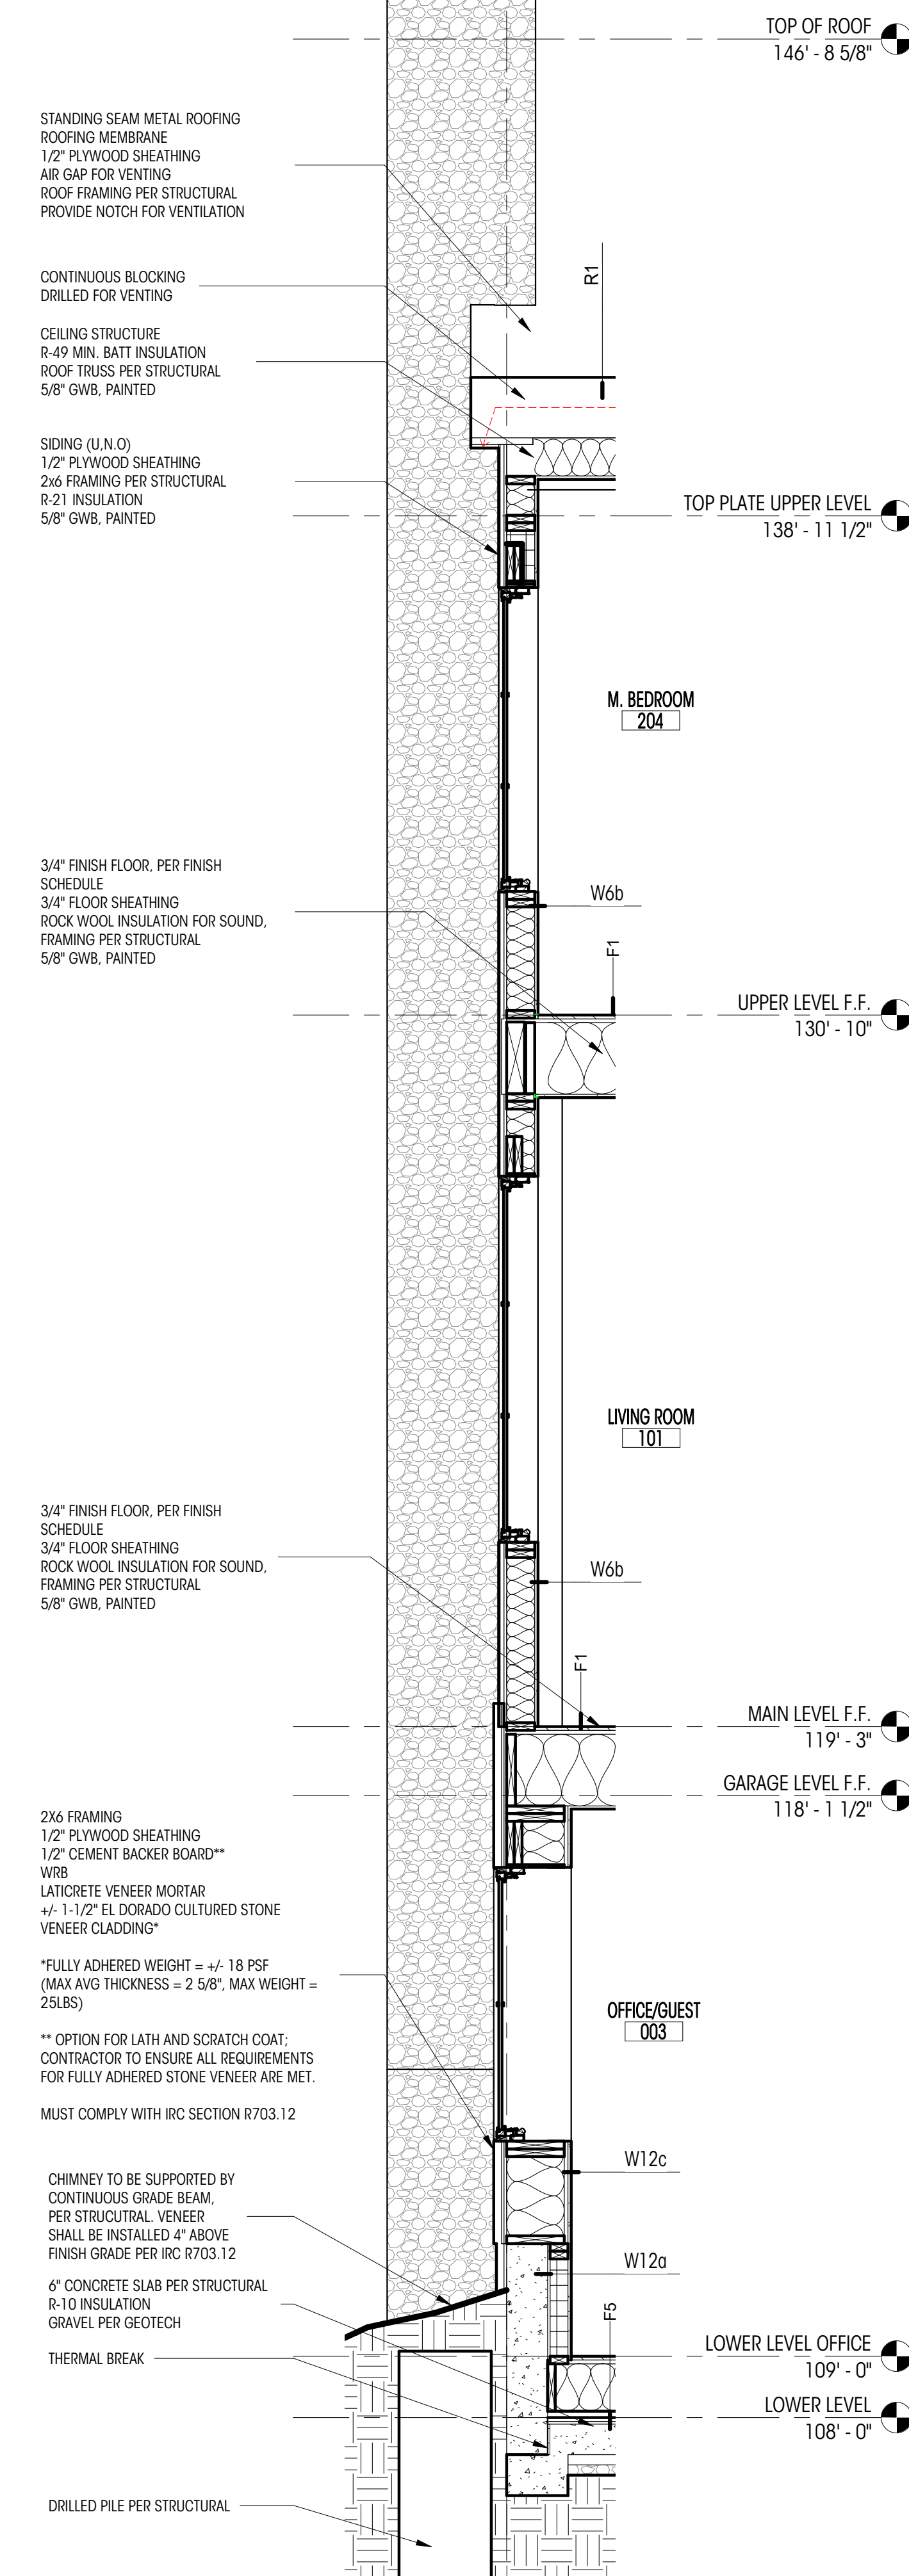 TOP OF ROOF
146' - 8 5/8"
STANDING SEAM METAL ROOFING
ROOFING MEMBRANE
1/2" PLYWOOD SHEATHING
AIR GAP FOR VENTING
ROOF FRAMING PER STRUCTURAL
PROVIDE NOTCH FOR VENTILATION
R1
CONTINUOUS BLOCKING
DRILLED FOR VENTING
CEILING STRUCTURE
R-49 MIN. BATT INSULATION
ROOF TRUSS PER STRUCTURAL
5/8" GWB, PAINTED
SIDING (U,N.O)
1/2" PLYWOOD SHEATHING
2x6 FRAMING PER STRUCTURAL
R-21 INSULATION
5/8" GWB, PAINTED
TOP PLATE UPPER LEVEL
138' - 11 1/2"
M. BEDROOM
204
3/4" FINISH FLOOR, PER FINISH
SCHEDULE
3/4" FLOOR SHEATHING
ROCK WOOL INSULATION FOR SOUND,
FRAMING PER STRUCTURAL
5/8" GWB, PAINTED
W6b
F1
UPPER LEVEL F.F.
130' - 10"
LIVING ROOM
101
3/4" FINISH FLOOR, PER FINISH
SCHEDULE
3/4" FLOOR SHEATHING
ROCK WOOL INSULATION FOR SOUND,
FRAMING PER STRUCTURAL
5/8" GWB, PAINTED
W6b
F1
MAIN LEVEL F.F.
119' - 3"
GARAGE LEVEL F.F.
118' - 1 1/2"
2X6 FRAMING
1/2" PLYWOOD SHEATHING
1/2" CEMENT BACKER BOARD**
WRB
LATICRETE VENEER MORTAR
+/- 1-1/2" EL DORADO CULTURED STONE
VENEER CLADDING*
*FULLY ADHERED WEIGHT = +/- 18 PSF
(MAX AVG THICKNESS = 2 5/8", MAX WEIGHT =
25LBS)
** OPTION FOR LATH AND SCRATCH COAT;
CONTRACTOR TO ENSURE ALL REQUIREMENTS
FOR FULLY ADHERED STONE VENEER ARE MET.
MUST COMPLY WITH IRC SECTION R703.12
OFFICE/GUEST
003
W12c
CHIMNEY TO BE SUPPORTED BY
CONTINUOUS GRADE BEAM,
PER STRUCUTRAL. VENEER
SHALL BE INSTALLED 4" ABOVE
FINISH GRADE PER IRC R703.12
W12a
6" CONCRETE SLAB PER STRUCTURAL
R-10 INSULATION
GRAVEL PER GEOTECH
F5
THERMAL BREAK
LOWER LEVEL OFFICE
109' - 0"
LOWER LEVEL
108' - 0"
DRILLED PILE PER STRUCTURAL